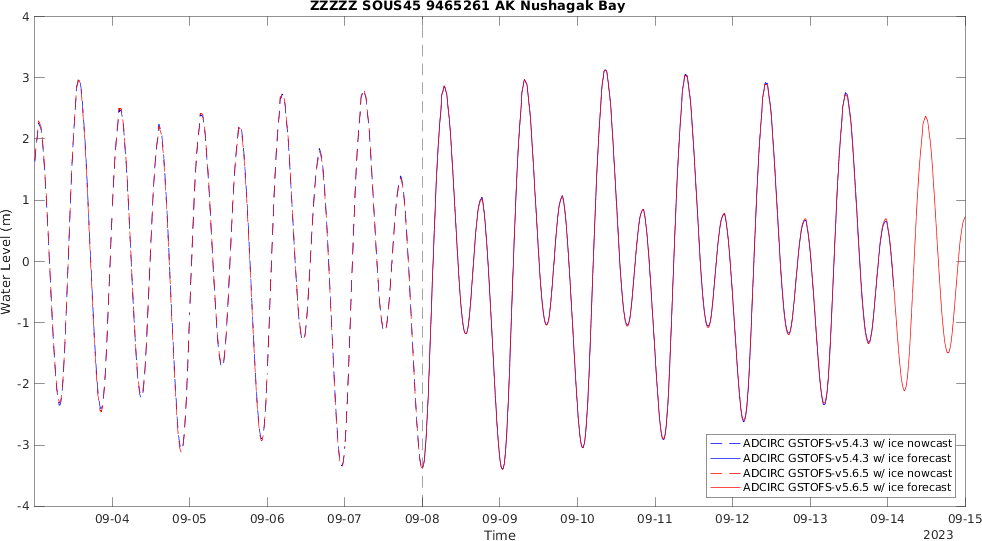 ZZZZZ SOUS45 9465261 AK Nushagak Bay
4
3
2
1
0
-1
-2
-3
-4
Water Level (m)
ADCIRC GSTOFS-v5.4.3 w/ ice nowcast
ADCIRC GSTOFS-v5.4.3 w/ ice forecast
ADCIRC GSTOFS-v5.6.5 w/ ice nowcast
ADCIRC GSTOFS-v5.6.5 w/ ice forecast
09-04 09-05 09-06 09-07 09-08 09-09 09-10 09-11 09-12 09-13 09-14 09-15
Time 2023